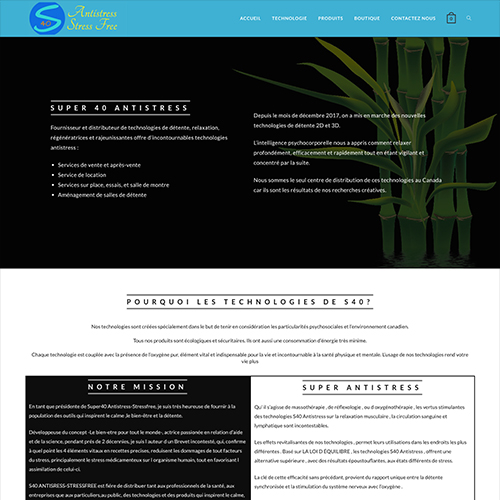 Antistress
Stress Free
S
40
ACCUEIL TECHNOLOGIE PRODUITS BOUTIQUE CONTACTEZ NOUS 0
SUPER 40 ANTISTRESS
Fournisseur et distributeur de technologies de détente, relaxation,
régénératrices et rajeunissantes offre d'incontournables technologies
antistress :
Services de vente et après-vente
Service de location
Services sur place, essais, et salle de montre
Aménagement de salles de détente
Depuis le mois de décembre 2017, on a mis en marche des nouvelles
technologies de détente 2D et 3D.
L'intelligence psychocorporelle nous a appris comment relaxer
profondément, efficacement et rapidement tout en étant vigilant et
concentré par la suite.
Nous sommes le seul centre de distribution de ces technologies au Canada
car ils sont les résultats de nos recherches créatives.
POURQUOI LES TECHNOLOGIES DE S40?
Nos technologies sont créées spécialement dans le but de tenir en considération les particularités psychosociales et l'environnement canadien.
Tous nos produits sont écologiques et sécuritaires. Ils ont aussi une consommation d'énergie très minime.
Chaque technologie est couplée avec la présence de l'oxygène pur, élément vital et indispensable pour la vie et incontournable à la santé physique et mentale. L'usage de nos technologies rend votre
vie plus
NOTRE MISSION
En tant que présidente de Super40 Antistress-Stressfree, je suis très heureuse de fournir à la
population des outils qui inspirent le calme ,le bien-être et la détente.
Développeuse du concept -Le bien-etre pour tout le monde , actrice passionée en relation d'aide
et de la science, pendant prés de 2 décennies, je suis l auteur d un Brevet incontesté, qui, confirme
à quel point les 4 éléments vitaux en recettes precises, reduisent les dommages de tout facteurs
du stress, principalement le stress médicamenteux sur l organisme humain, tout en favorisant l
assimilation de celui-ci.
S40 ANTISRESS-STRESSFREE est fière de distribiuer tant aux professionels de la santé, aux
entreprises que aux particuliers,au public, des technologies et des produits qui inspirent le calme,
SUPER ANTISTRESS
Qu' il s'agisse de massothérapie , de réflexologie , ou d'oxygénothérapie , les vertus stimulantes
des technologies S40 Antistress sur la relaxation musculaire , la circulation sanguine et
lymphatique sont incontestables.
Les effets revitalisantes de nos technologies , permet leurs utilisations dans les endroits les plus
differentes . Basé sur LA LOI D EQUILIBRE , les technologies S40 Antistress , offrent une
alternative supérieure , avec des résultats époustouflantes, aux états différents de stress.
La clé de cette efficacité sans précédant, provient du rapport unique entre la détente
synchronisée et la stimulation du système nerveux avec l'oxygène .